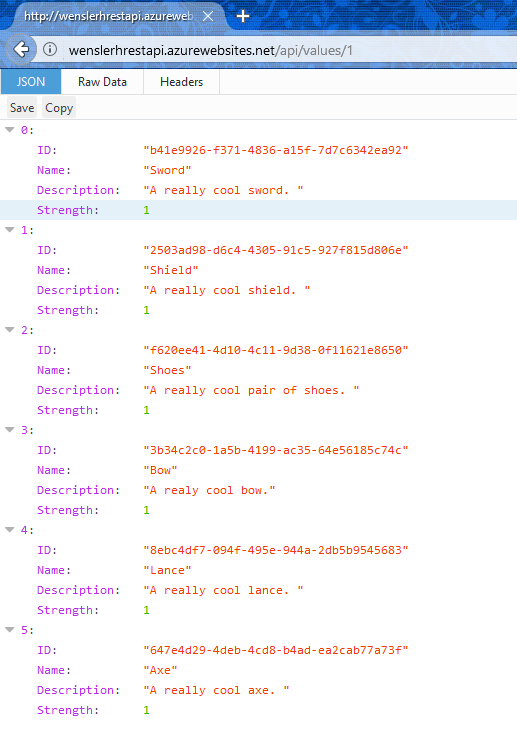 http://wenslerhrestapi.azureweb
wenslerhrestapi.azurewebsites.net/api/values/1
JSON Raw Data Headers
Save Copy
0:
ID: "b41e9926-f371-4836-a15f-7d7c6342ea92"
Name: "Sword"
Description: "A really cool sword. "
Strength: 1
1:
ID: "2503ad98-d6c4-4305-91c5-927f815d806e"
Name: "Shield"
Description: "A really cool shield. "
Strength: 1
2:
ID: "f620ee41-4d10-4c11-9d38-0f11621e8650"
Name: "Shoes"
Description: "A really cool pair of shoes. "
Strength: 1
3:
ID: "3b34c2c0-1a5b-4199-ac35-64e56185c74c"
Name: "Bow"
Description: "A realy cool bow."
Strength: 1
4:
ID: "8ebc4df7-094f-495e-944a-2db5b9545683"
Name: "Lance"
Description: "A really cool lance. "
Strength: 1
5:
ID: "647e4d29-4deb-4cd8-b4ad-ea2cab77a73f"
Name: "Axe"
Description: "A really cool axe. "
Strength: 1